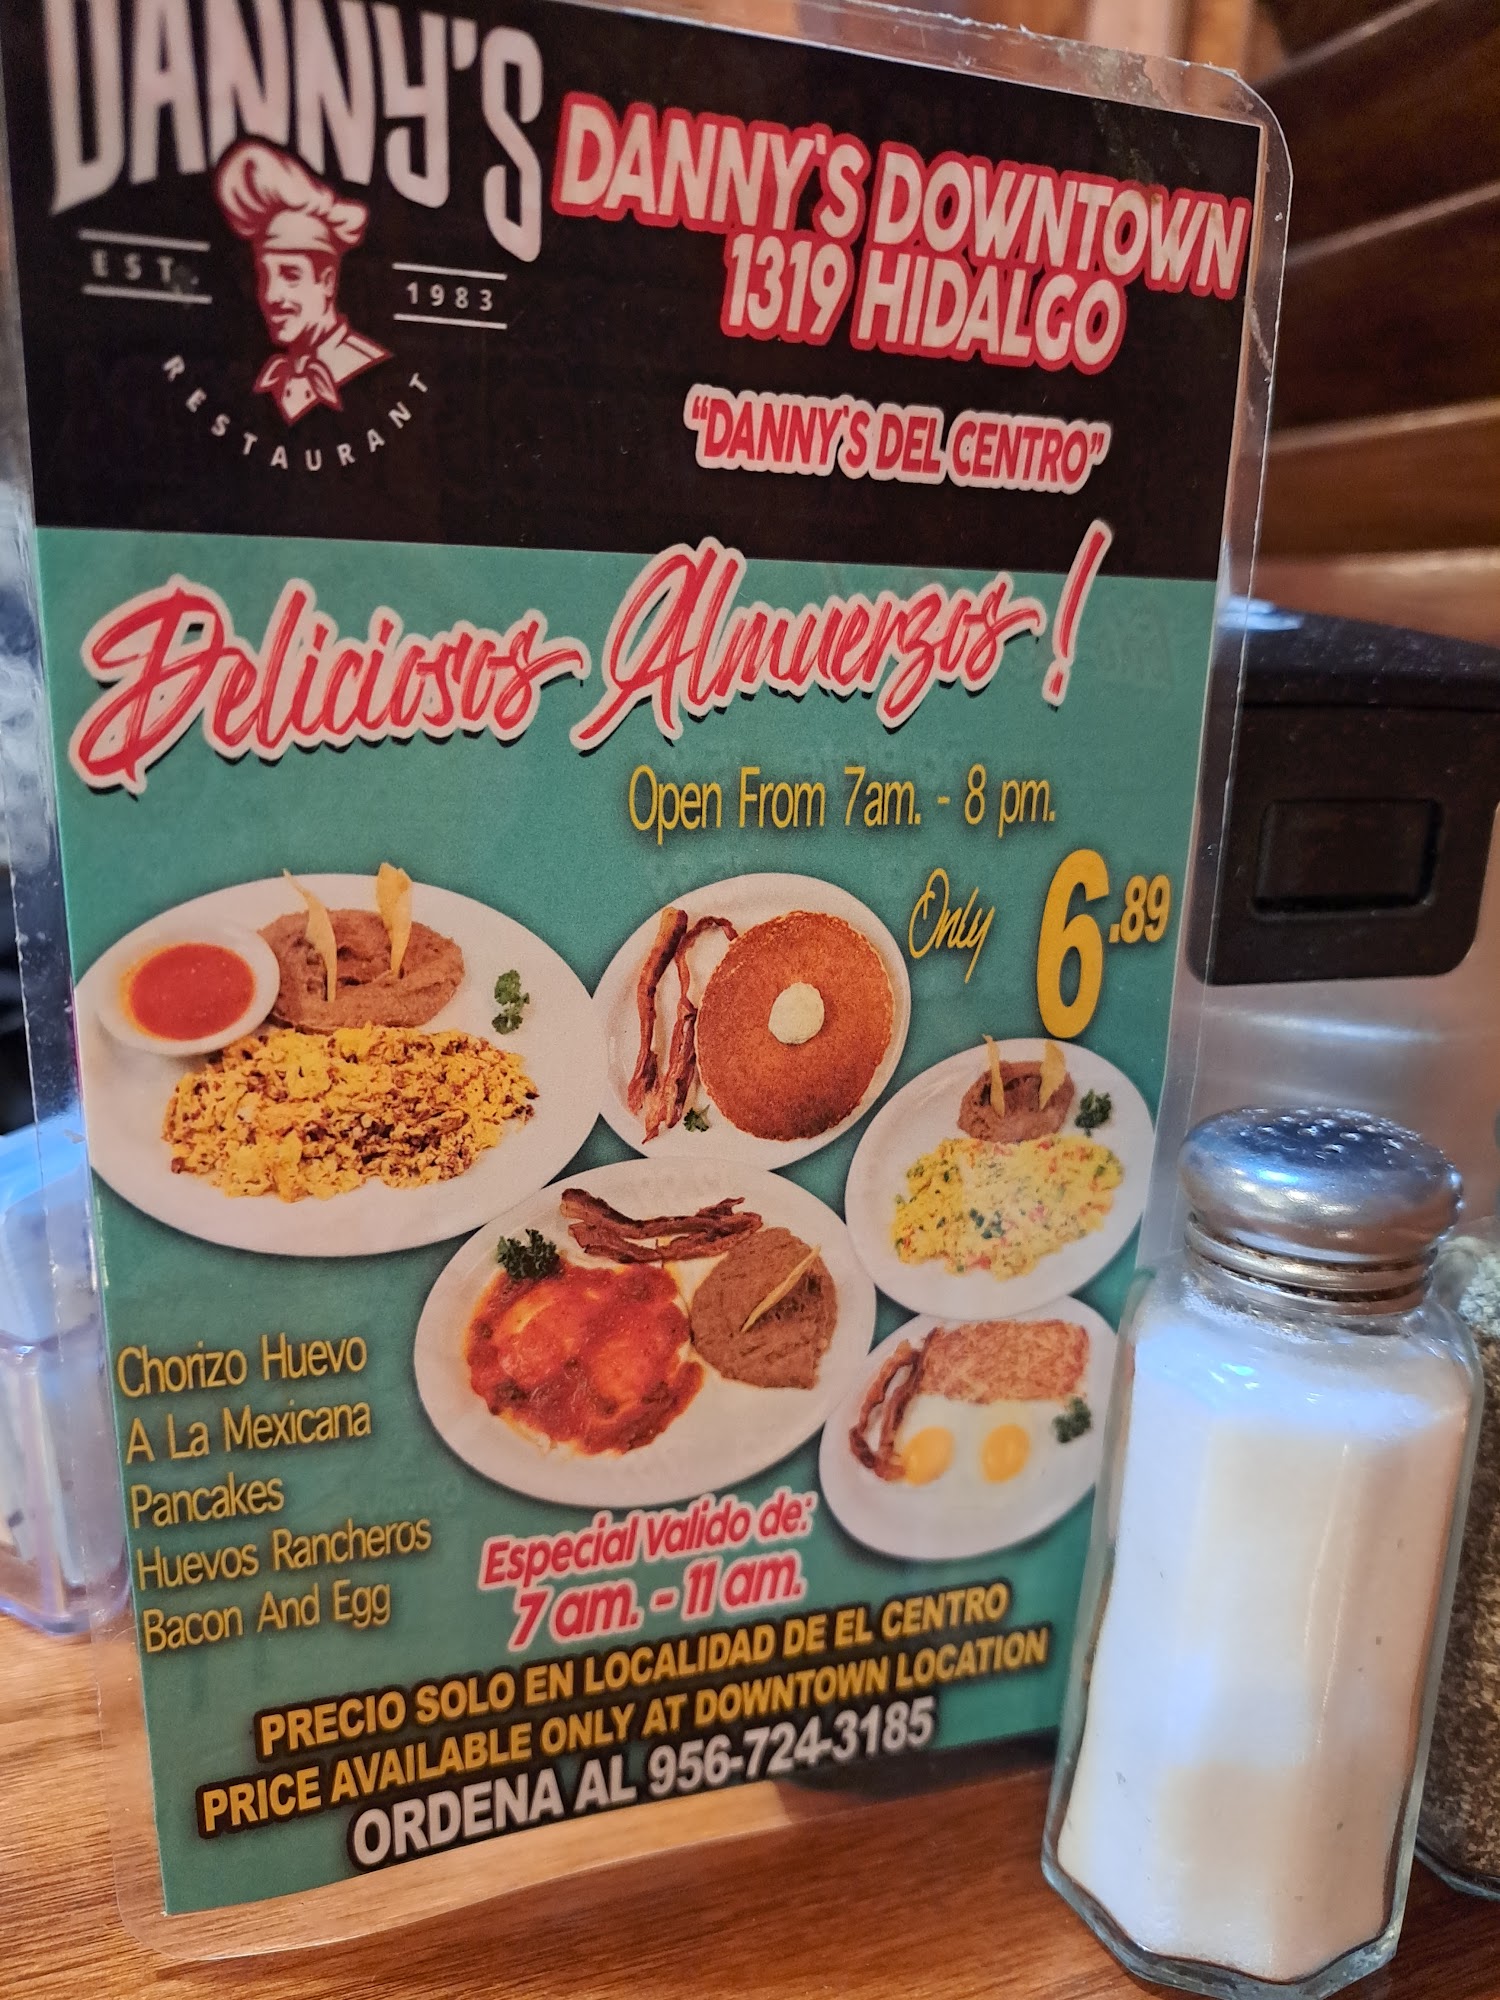 DANNY'S
EST.
1983
RESTAURANT
DANNY'S DOWNTOWN
1319 HIDALGO
"DANNY'S DEL CENTRO"
Deliciosos Almuerzos!
Open From 7am. - 8 pm.
Only 6.89
Chorizo Huevo
A La Mexicana
Pancakes
Huevos Rancheros
Bacon And Egg
Especial valido de:
7 am. - 11 am.
PRECIO SOLO EN LOCALIDAD DE EL CENTRO
PRICE AVAILABLE ONLY AT DOWNTOWN LOCATION
ORDENA AL 956-724-3185